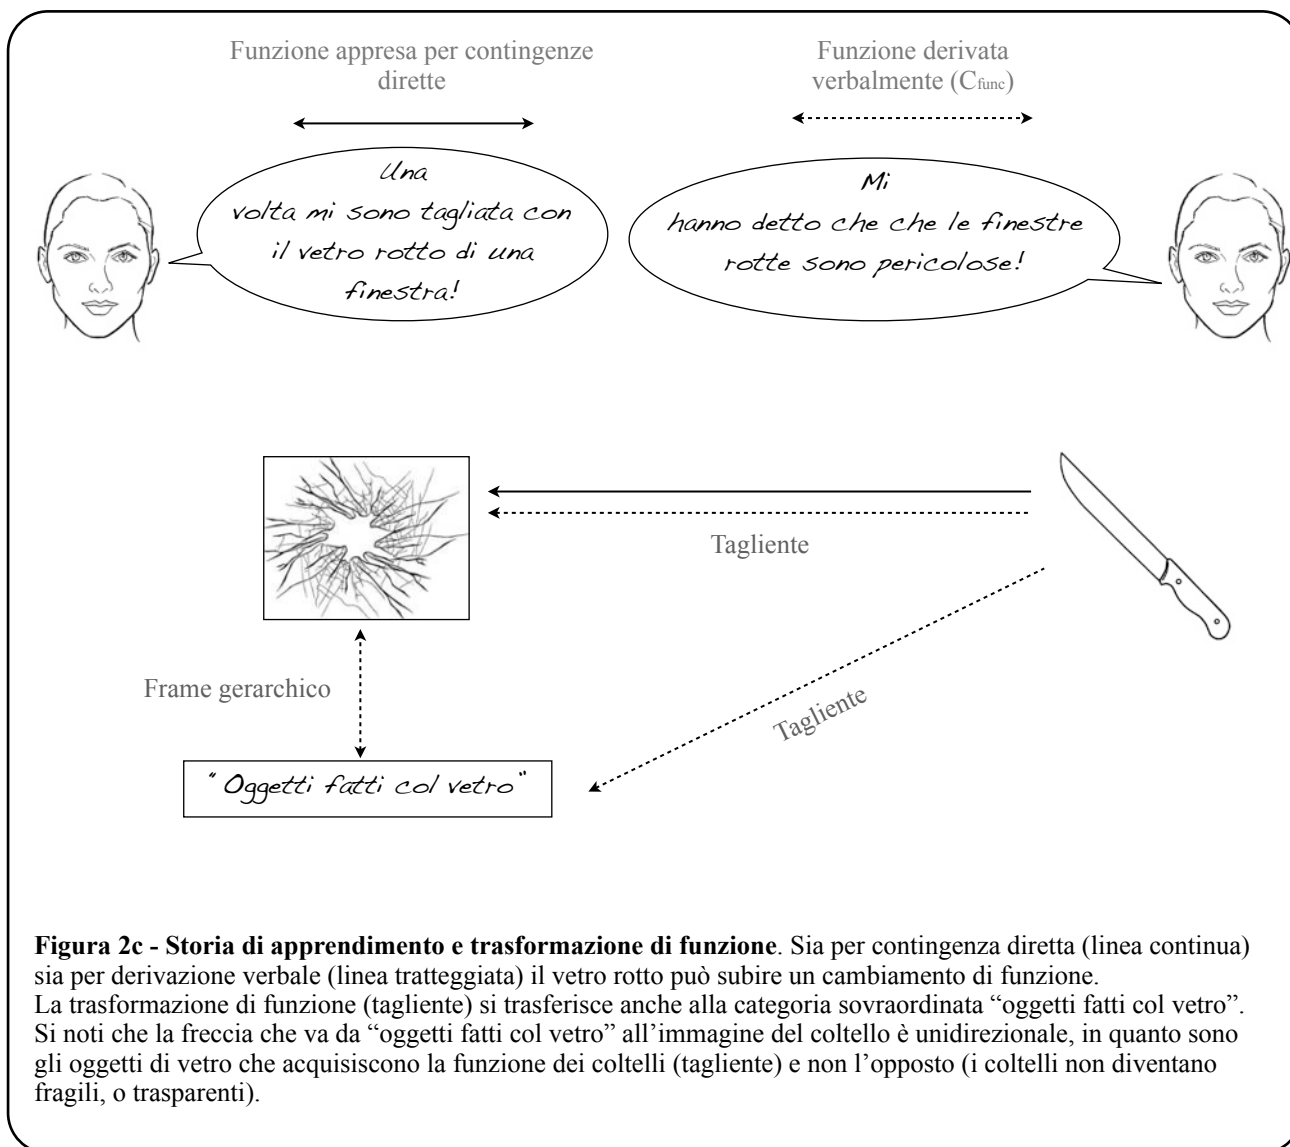 Funzione appresa per contingenze
dirette
Funzione derivata
verbalmente (Cfunc)
Una
volta mi sono tagliata con
il vetro rotto di una
finestra!
Mi
hanno detto che che le finestre
rotte sono pericolose!
Tagliente
Frame gerarchico
Tagliente
"Oggetti fatti col vetro"
Figura 2c - Storia di apprendimento e trasformazione di funzione. Sia per contingenza diretta (linea continua)
sia per derivazione verbale (linea tratteggiata) il vetro rotto può subire un cambiamento di funzione.
La trasformazione di funzione (tagliente) si trasferisce anche alla categoria sovraordinata “oggetti fatti col vetro”.
Si noti che la freccia che va da “oggetti fatti col vetro” all’immagine del coltello è unidirezionale, in quanto sono
gli oggetti di vetro che acquisiscono la funzione dei coltelli (tagliente) e non l’opposto (i coltelli non diventano
fragili, o trasparenti).